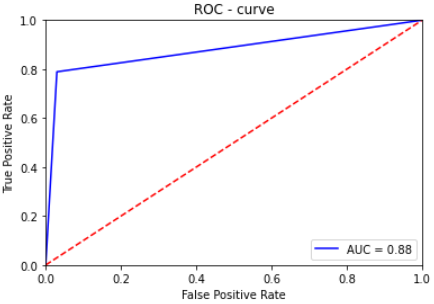 ROC - curve
1.0
0.8
0.6
0.4
0.2
0.0
True Positive Rate
AUC = 0.88
0.0 0.2 0.4 0.6 0.8 1.0
False Positive Rate